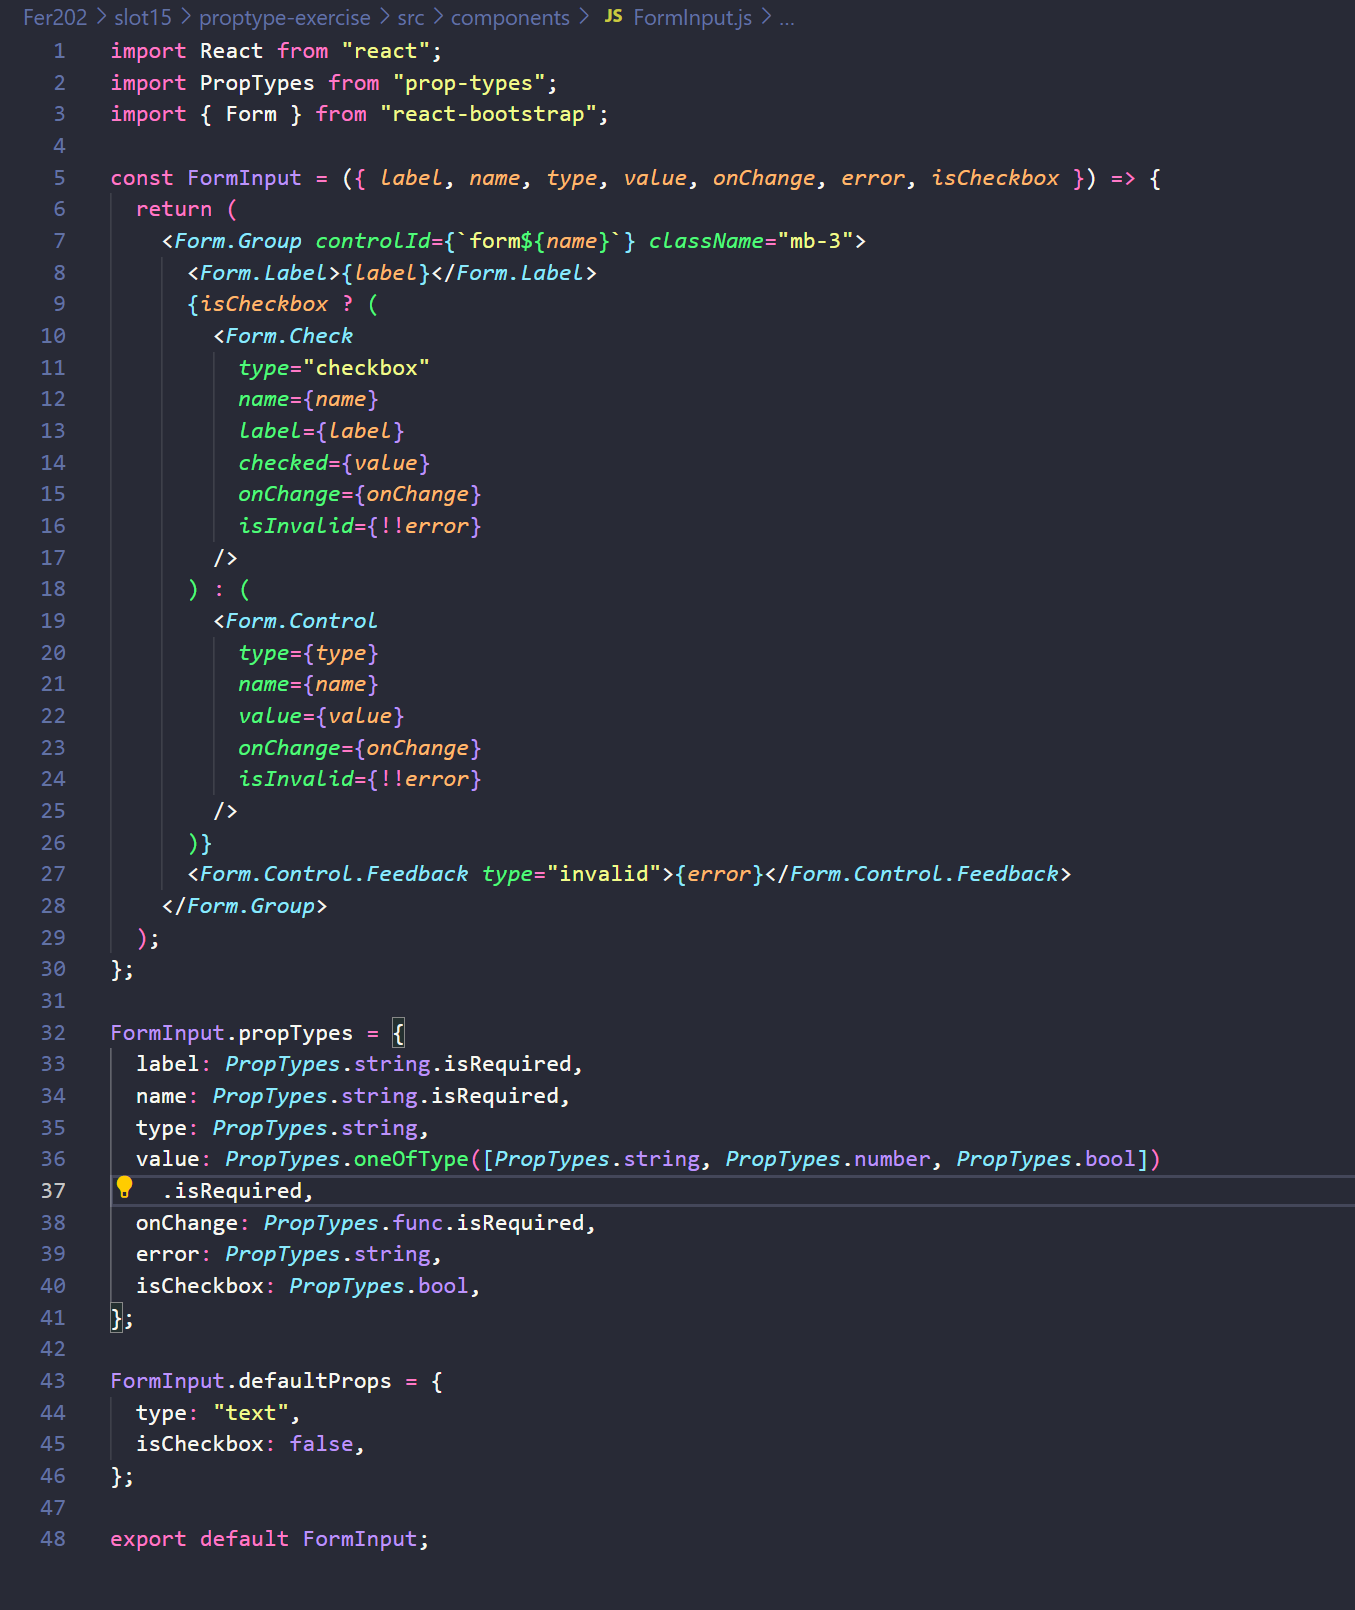 Fer202 > slot15 > proptype-exercise > src > components > JS FormInput.js > ...
1 import React from "react";
2 import PropTypes from "prop-types";
3 import { Form } from "react-bootstrap";
4
5 const FormInput = ({ label, name, type, value, onChange, error, isCheckbox }) => {
6   return (
7     <Form.Group controlId={`form${name}`} className="mb-3">
8       <Form.Label>{label}</Form.Label>
9       {isCheckbox ? (
10         <Form.Check
11           type="checkbox"
12           name={name}
13           label={label}
14           checked={value}
15           onChange={onChange}
16           isInvalid={!!error}
17         />
18       ) : (
19         <Form.Control
20           type={type}
21           name={name}
22           value={value}
23           onChange={onChange}
24           isInvalid={!!error}
25         />
26       )}
27       <Form.Control.Feedback type="invalid">{error}</Form.Control.Feedback>
28     </Form.Group>
29   );
30 };
31
32 FormInput.propTypes = {
33   label: PropTypes.string.isRequired,
34   name: PropTypes.string.isRequired,
35   type: PropTypes.string,
36   value: PropTypes.oneOfType([PropTypes.string, PropTypes.number, PropTypes.bool])
37     .isRequired,
38   onChange: PropTypes.func.isRequired,
39   error: PropTypes.string,
40   isCheckbox: PropTypes.bool,
41 };
42
43 FormInput.defaultProps = {
44   type: "text",
45   isCheckbox: false,
46 };
47
48 export default FormInput;